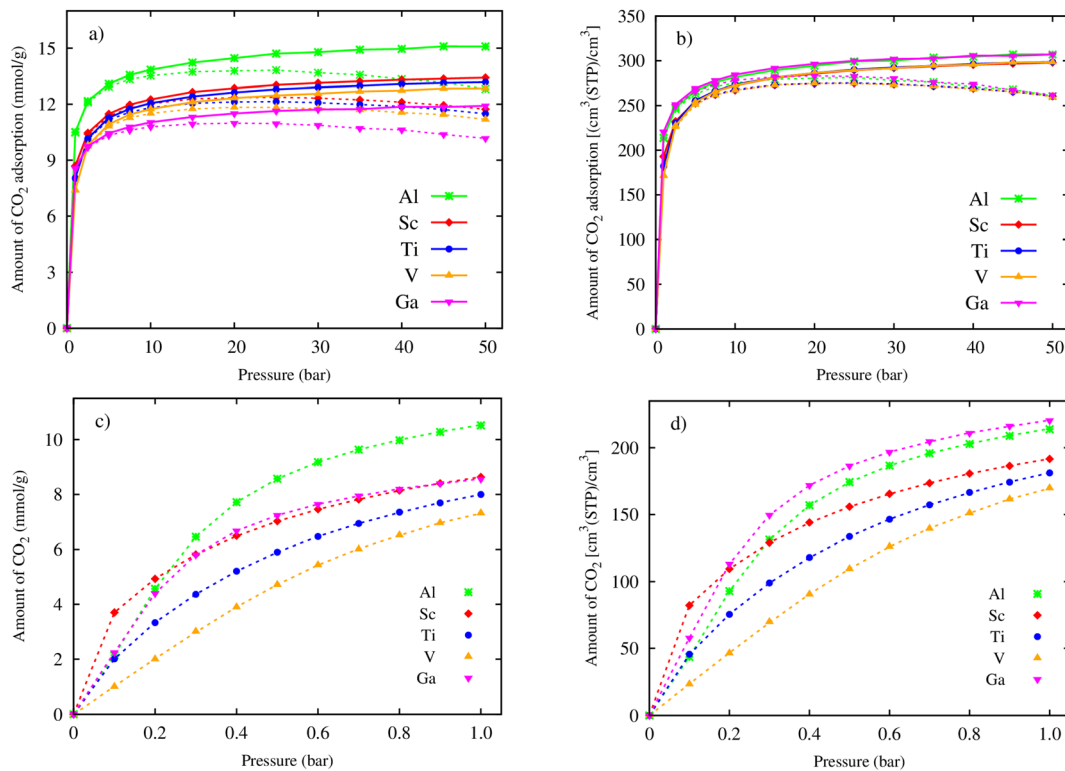 a)
Amount of CO2 adsorption (mmol/g)
15
12
9
6
3
0
Al
Sc
Ti
V
Ga
0 10 20 30 40 50
Pressure (bar)
b)
Amount of CO2 adsorption [(cm3(STP)/cm3]
350
300
250
200
150
100
50
0
Al
Sc
Ti
V
Ga
0 10 20 30 40 50
Pressure (bar)
c)
Amount of CO2 (mmol/g)
10
8
6
4
2
0
Al
Sc
Ti
V
Ga
0 0.2 0.4 0.6 0.8 1.0
Pressure (bar)
d)
Amount of CO2 [cm3(STP)/cm3]
200
150
100
50
0
Al
Sc
Ti
V
Ga
0 0.2 0.4 0.6 0.8 1.0
Pressure (bar)